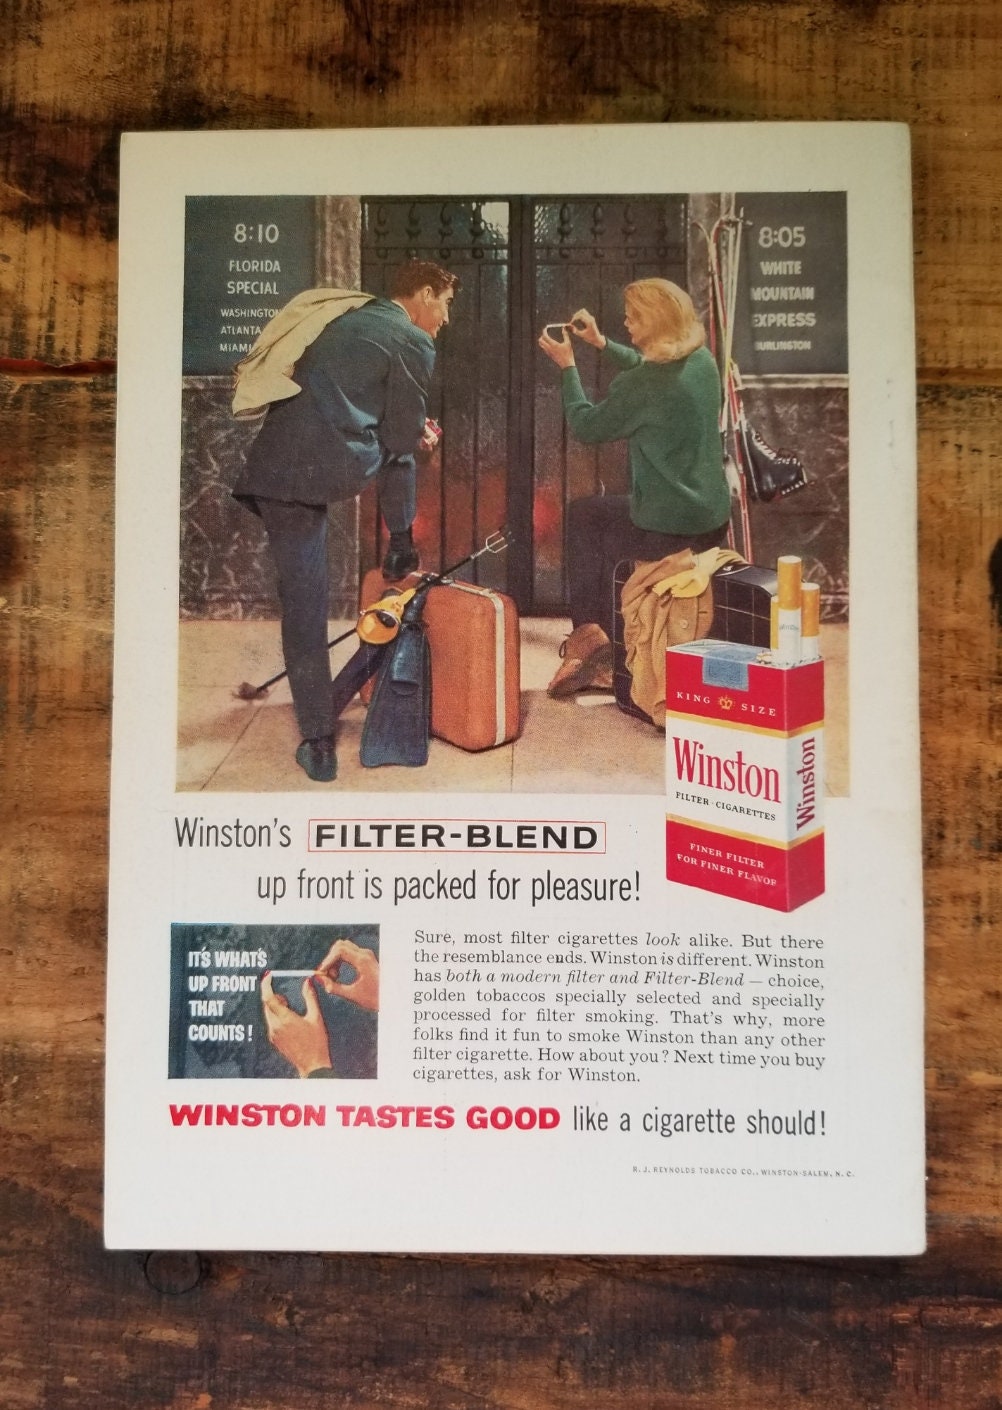 8:10
FLORIDA
SPECIAL
WASHINGTON
ATLANTA
MIAMI
8:05
WHITE
MOUNTAIN
EXPRESS
BURLINGTON
KING SIZE
Winston
FILTER-CIGARETTES
FINER FILTER
FOR FINER FLAVOR
Winston
Winston's FILTER-BLEND
up front is packed for pleasure!
IT'S WHAT'S
UP FRONT
THAT
COUNTS!
Sure, most filter cigarettes look alike. But there
the resemblance ends. Winston is different. Winston
has both a modern filter and Filter-Blend — choice,
golden tobaccos specially selected and specially
processed for filter smoking. That's why, more
folks find it fun to smoke Winston than any other
filter cigarette. How about you? Next time you buy
cigarettes, ask for Winston.
WINSTON TASTES GOOD like a cigarette should!
R. J. REYNOLDS TOBACCO CO., WINSTON-SALEM, N. C.